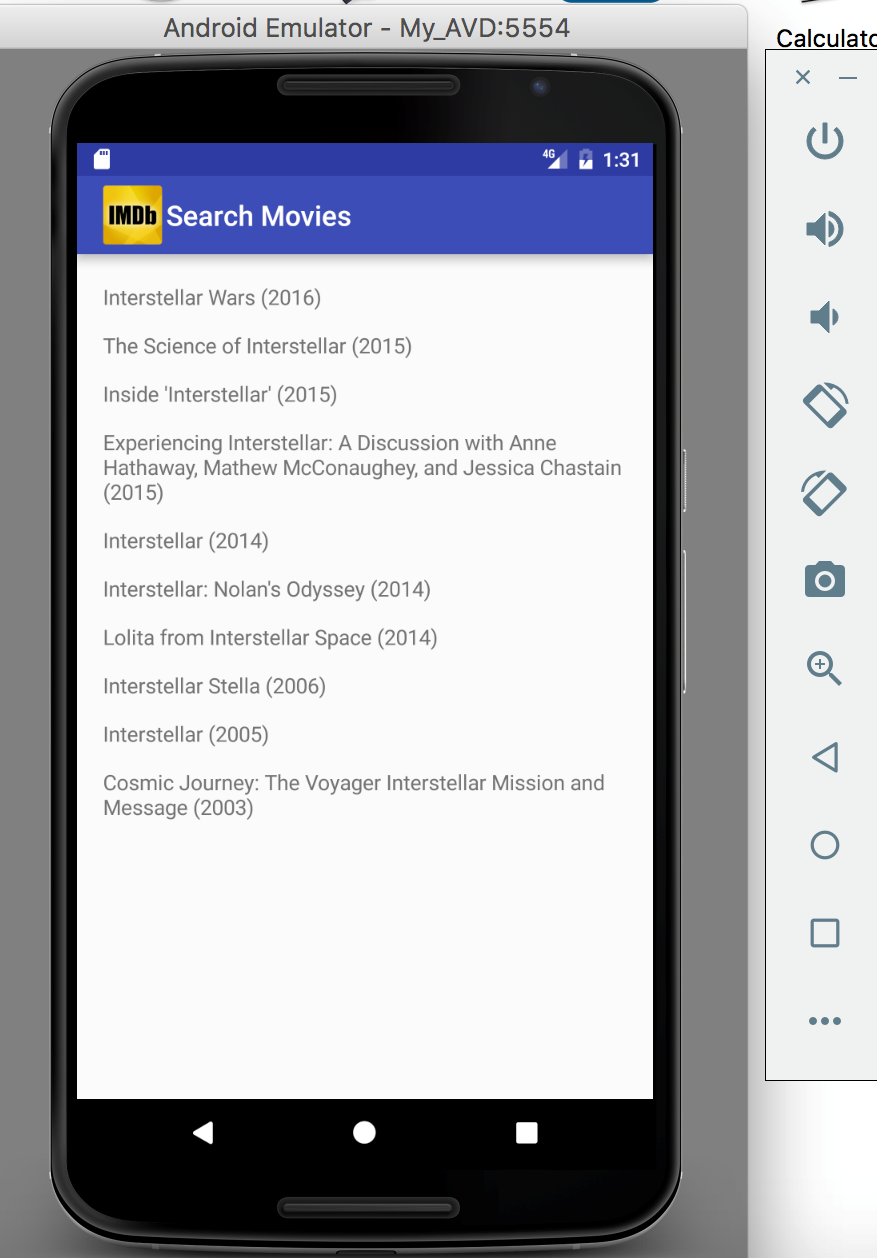 Android Emulator - My_AVD:5554
Calculato
4G 1:31
IMDb Search Movies
Interstellar Wars (2016)
The Science of Interstellar (2015)
Inside 'Interstellar' (2015)
Experiencing Interstellar: A Discussion with Anne
Hathaway, Mathew McConaughey, and Jessica Chastain
(2015)
Interstellar (2014)
Interstellar: Nolan's Odyssey (2014)
Lolita from Interstellar Space (2014)
Interstellar Stella (2006)
Interstellar (2005)
Cosmic Journey: The Voyager Interstellar Mission and
Message (2003)